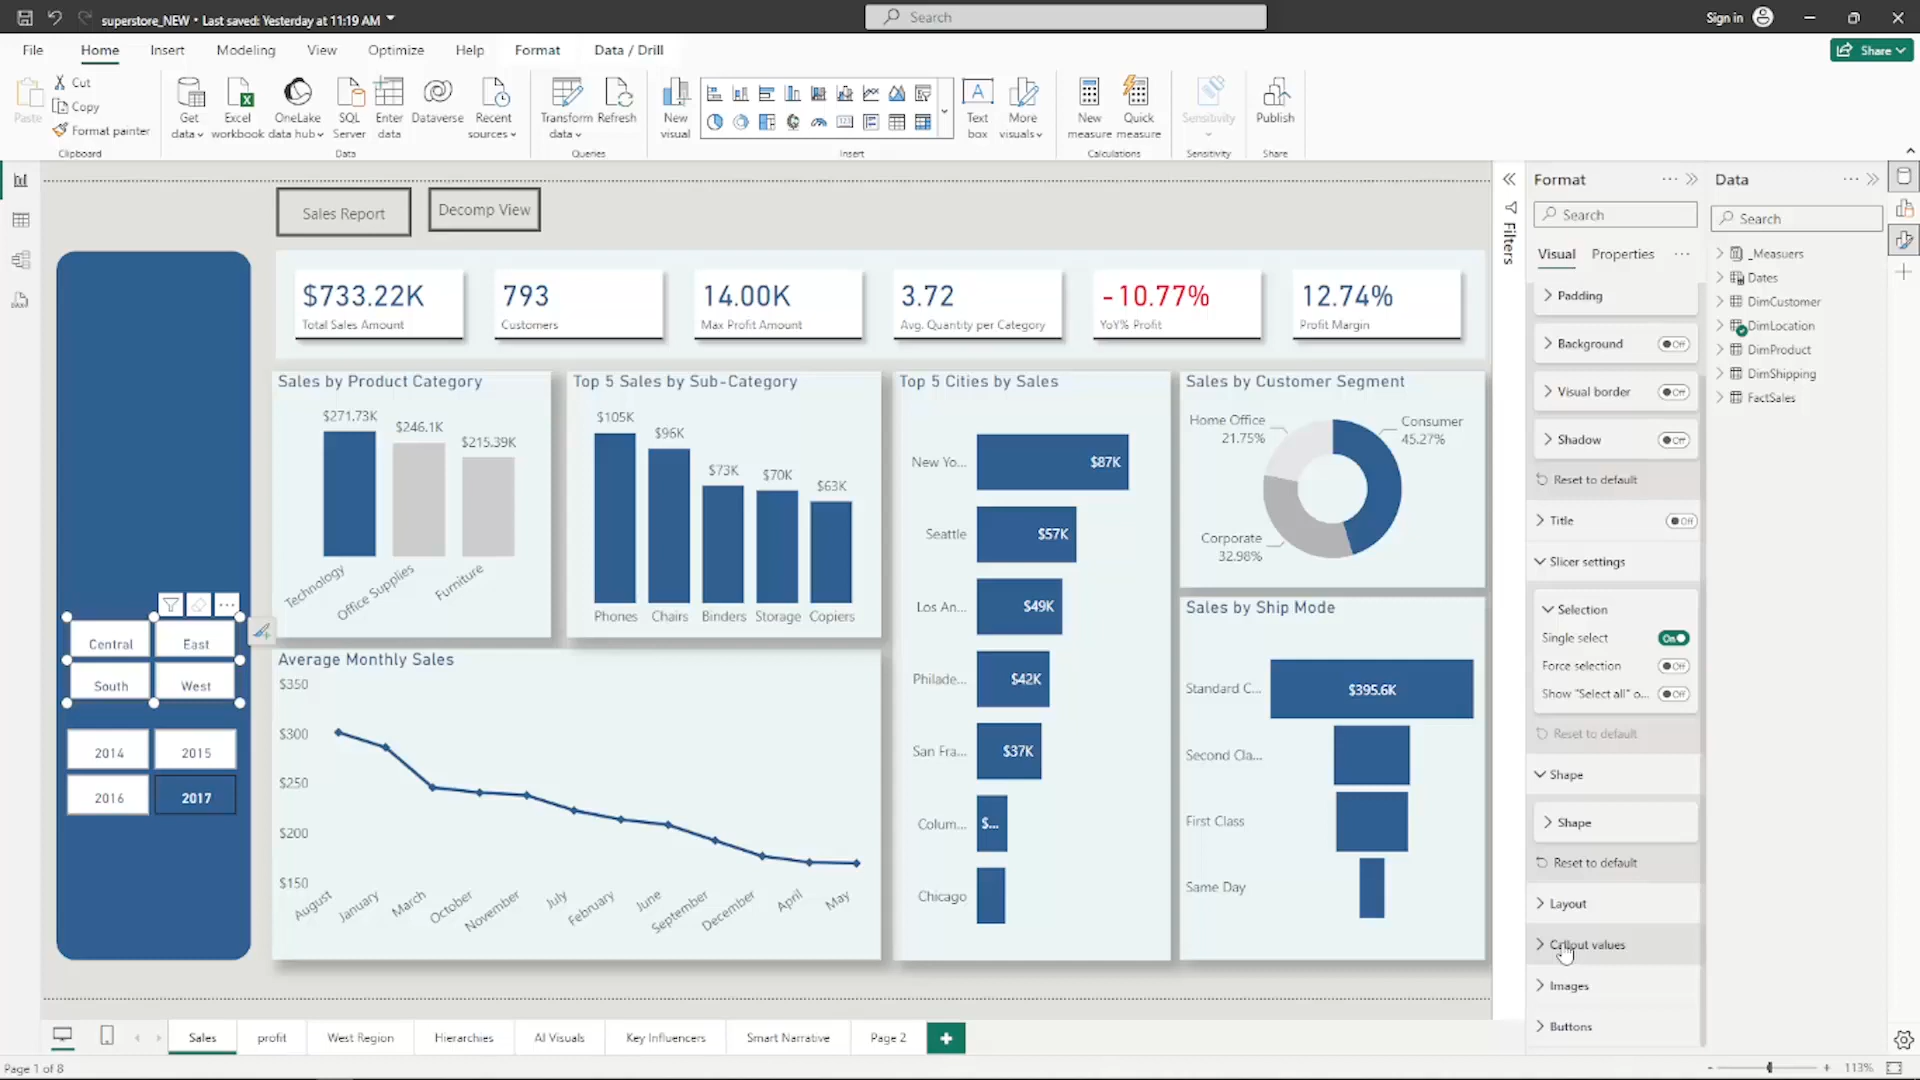 superstore_NEW • Last saved: Yesterday at 11:19 AM
Search
Sign in
File
Home
Insert
Modeling
View
Optimize
Help
Format
Data / Drill
Share
Paste
Cut
Copy
Format painter
Clipboard
Get data
Excel workbook
OneLake data hub
SQL Server
Enter data
Dataverse
Recent sources
Data
Transform data
Refresh
Queries
New visual
Text box
More visuals
Insert
New measure
Quick measure
Calculations
Sensitivity
Sensitivity
Publish
Share
Sales Report
Decomp View
$733.22K
Total Sales Amount
793
Customers
14.00K
Max Profit Amount
3.72
Avg. Quantity per Category
-10.77%
YoY% Profit
12.74%
Profit Margin
Central
East
South
West
2014
2015
2016
2017
Sales by Product Category
$271.73K
$246.1K
$215.39K
Technology
Office Supplies
Furniture
Top 5 Sales by Sub-Category
$105K
$96K
$73K
$70K
$63K
Phones
Chairs
Binders
Storage
Copiers
Average Monthly Sales
$350
$300
$250
$200
$150
August
January
March
October
November
July
February
June
September
December
April
May
Top 5 Cities by Sales
New Yo...
$87K
Seattle
$57K
Los An...
$49K
Philade...
$42K
San Fra...
$37K
Colum...
$...
Chicago
Sales by Customer Segment
Home Office
21.75%
Consumer
45.27%
Corporate
32.98%
Sales by Ship Mode
Standard C...
$395.6K
Second Cla...
First Class
Same Day
Filters
Format
Search
Visual
Properties
Padding
Background
Off
Visual border
Off
Shadow
Off
Reset to default
Title
Off
Slicer settings
Selection
Single select
On
Force selection
Off
Show "Select all" o...
Off
Reset to default
Shape
Shape
Reset to default
Layout
Callout values
Images
Buttons
Data
Search
_Measuers
Dates
DimCustomer
DimLocation
DimProduct
DimShipping
FactSales
Sales
profit
West Region
Hierarchies
AI Visuals
Key Influencers
Smart Narrative
Page 2
Page 1 of 8
113%